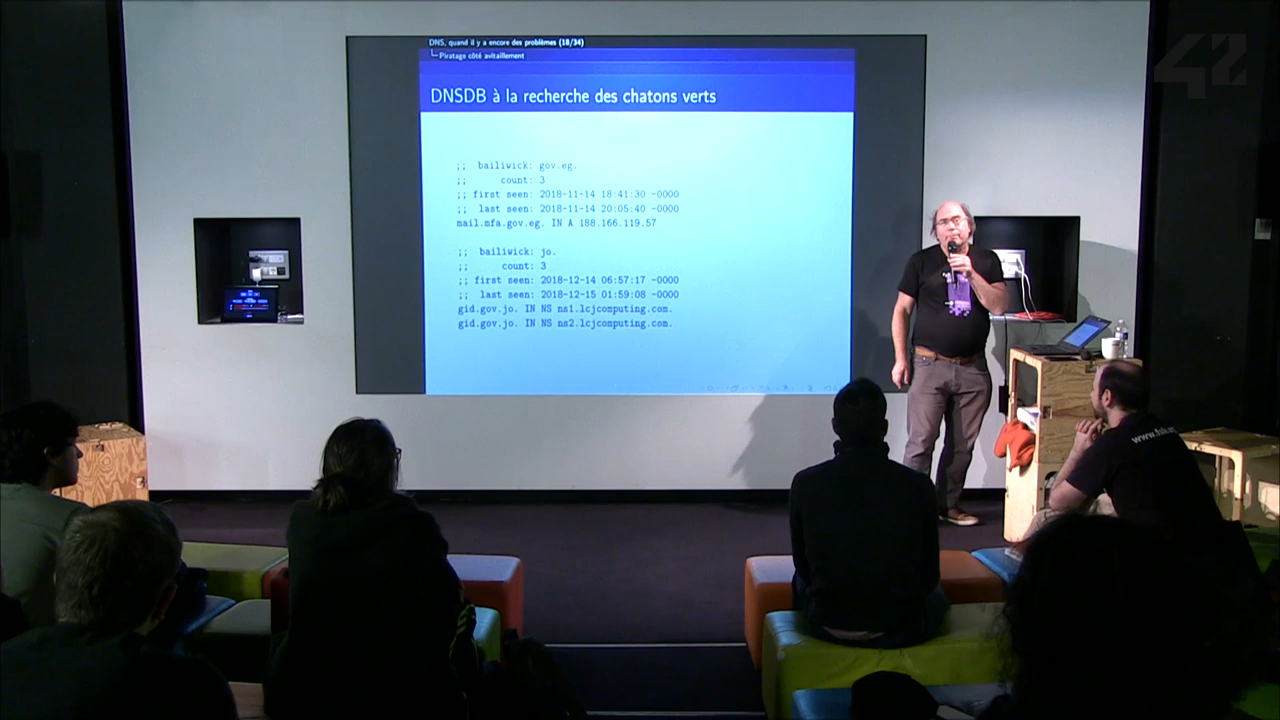 42
DNS, quand il y a encore des problèmes (18/34)
Piratage côté avitaillement
DNSDB à la recherche des chatons verts
;; bailiwick: gov.eg.
;; count: 3
;; first seen: 2018-11-14 18:41:30 -0000
;; last seen: 2018-11-14 20:05:40 -0000
mail.mfa.gov.eg. IN A 188.166.119.57
;; bailiwick: jo.
;; count: 3
;; first seen: 2018-12-14 06:57:17 -0000
;; last seen: 2018-12-15 01:59:08 -0000
gid.gov.jo. IN NS ns1.lcjcomputing.com.
gid.gov.jo. IN NS ns2.lcjcomputing.com.